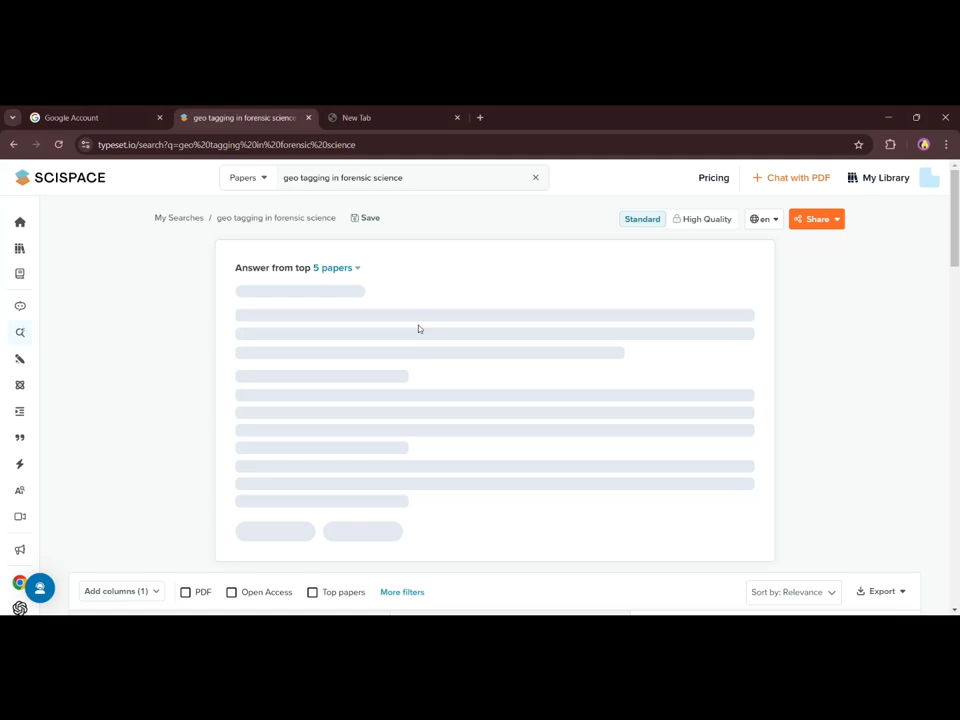 Google Account
geo tagging in forensic science
New Tab
typeset.io/search?q=geo%20tagging%20in%20forensic%20science
SCISPACE
Papers
geo tagging in forensic science
Pricing
+ Chat with PDF
My Library
My Searches / geo tagging in forensic science
Save
Standard
High Quality
en
Share
Answer from top 5 papers
Add columns (1)
PDF
Open Access
Top papers
More filters
Sort by: Relevance
Export